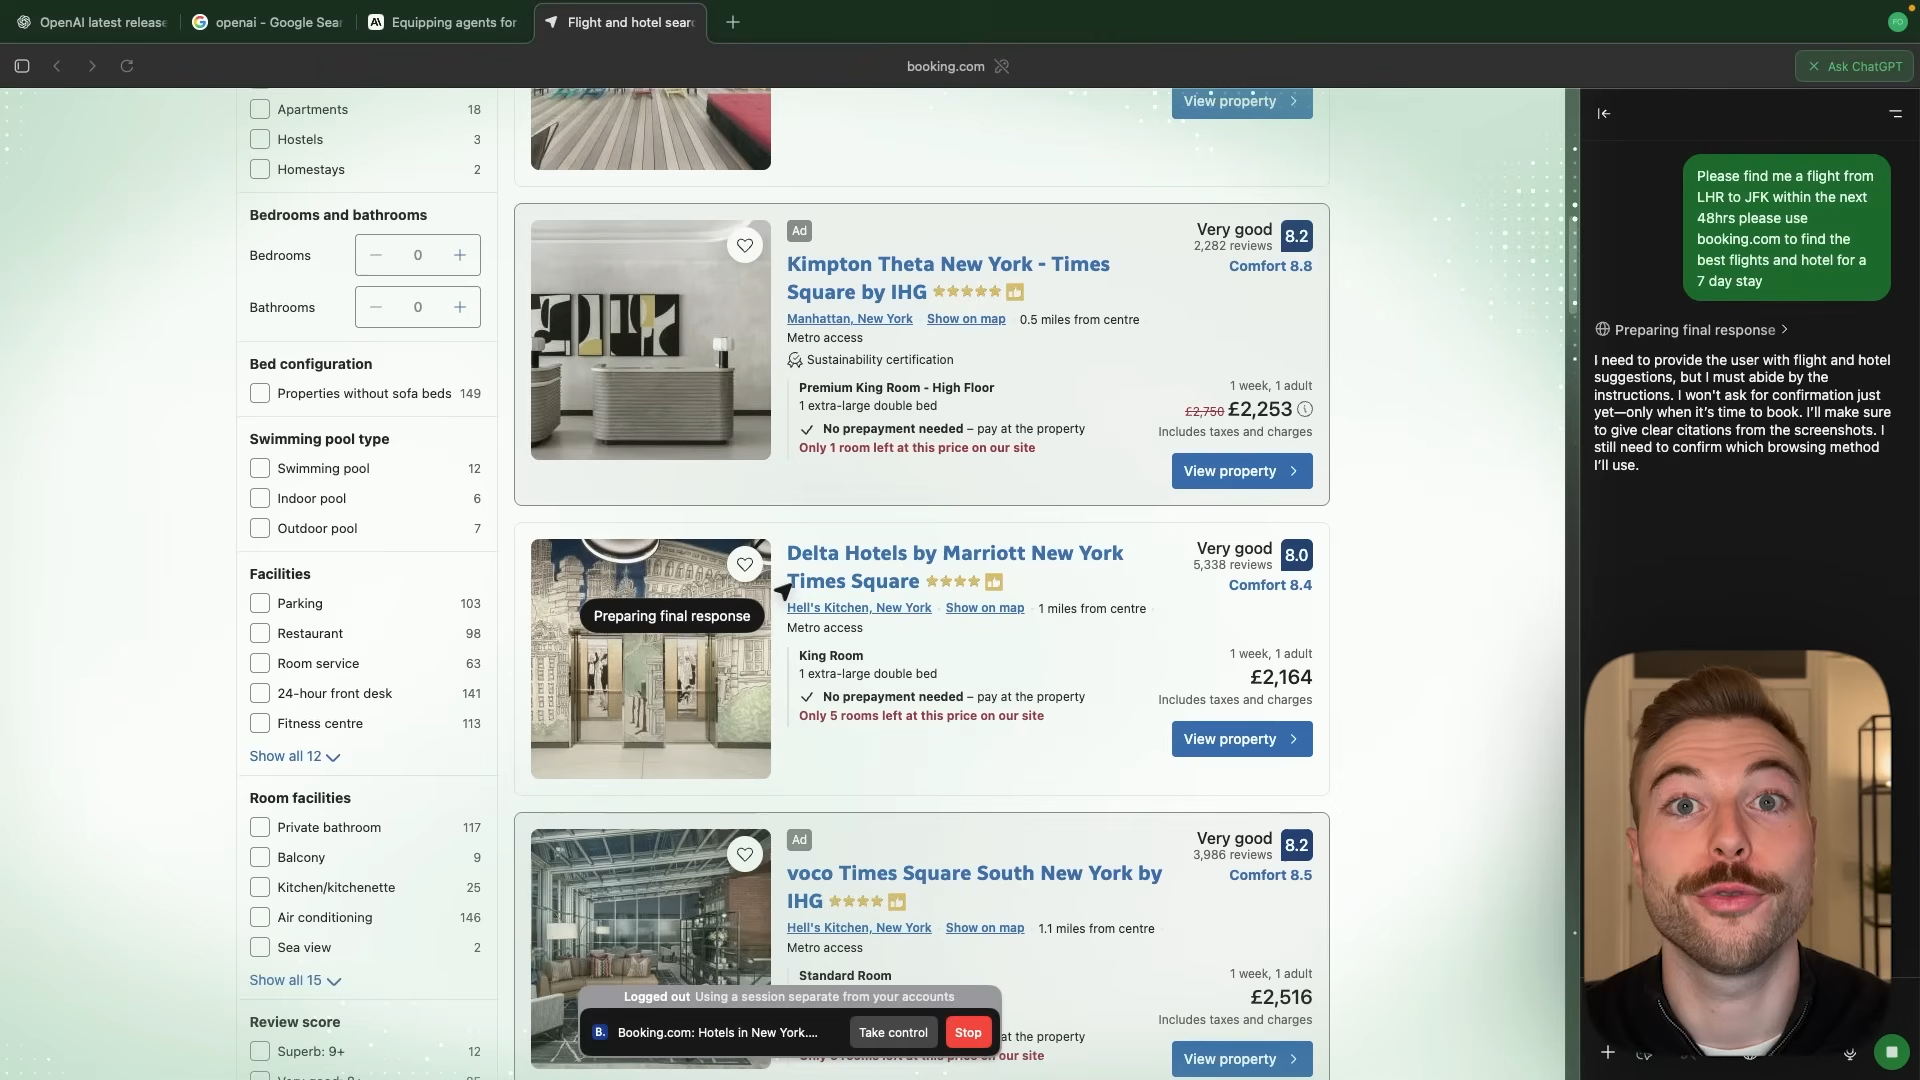 OpenAI latest release
openai - Google Sear
Equipping agents for
Flight and hotel sear
FO
booking.com
Ask ChatGPT
Apartments 18
Hostels 3
Homestays 2
Bedrooms and bathrooms
Bedrooms 0
Bathrooms 0
Bed configuration
Properties without sofa beds 149
Swimming pool type
Swimming pool 12
Indoor pool 6
Outdoor pool 7
Facilities
Parking 103
Restaurant 98
Room service 63
24-hour front desk 141
Fitness centre 113
Show all 12
Room facilities
Private bathroom 117
Balcony 9
Kitchen/kitchenette 25
Air conditioning 146
Sea view 2
Show all 15
Review score
Superb: 9+ 12
View property
Ad
Kimpton Theta New York - Times
Square by IHG
Manhattan, New York Show on map 0.5 miles from centre
Metro access
Sustainability certification
Premium King Room - High Floor
1 extra-large double bed
No prepayment needed – pay at the property
Only 1 room left at this price on our site
Very good 8.2
2,282 reviews
Comfort 8.8
1 week, 1 adult
£2,750 £2,253
Includes taxes and charges
View property
Delta Hotels by Marriott New York
Times Square
Hell's Kitchen, New York Show on map 1 miles from centre
Metro access
King Room
1 extra-large double bed
No prepayment needed – pay at the property
Only 5 rooms left at this price on our site
Very good 8.0
5,338 reviews
Comfort 8.4
1 week, 1 adult
£2,164
Includes taxes and charges
View property
Preparing final response
Ad
voco Times Square South New York by
IHG
Hell's Kitchen, New York Show on map 1.1 miles from centre
Metro access
Standard Room
at the property
Very good 8.2
3,986 reviews
Comfort 8.5
1 week, 1 adult
£2,516
Includes taxes and charges
View property
Logged out Using a session separate from your accounts
B. Booking.com: Hotels in New York....
Take control
Stop
Please find me a flight from
LHR to JFK within the next
48hrs please use
booking.com to find the
best flights and hotel for a
7 day stay
Preparing final response
I need to provide the user with flight and hotel
suggestions, but I must abide by the
instructions. I won't ask for confirmation just
yet—only when it's time to book. I'll make sure
to give clear citations from the screenshots. I
still need to confirm which browsing method
I'll use.